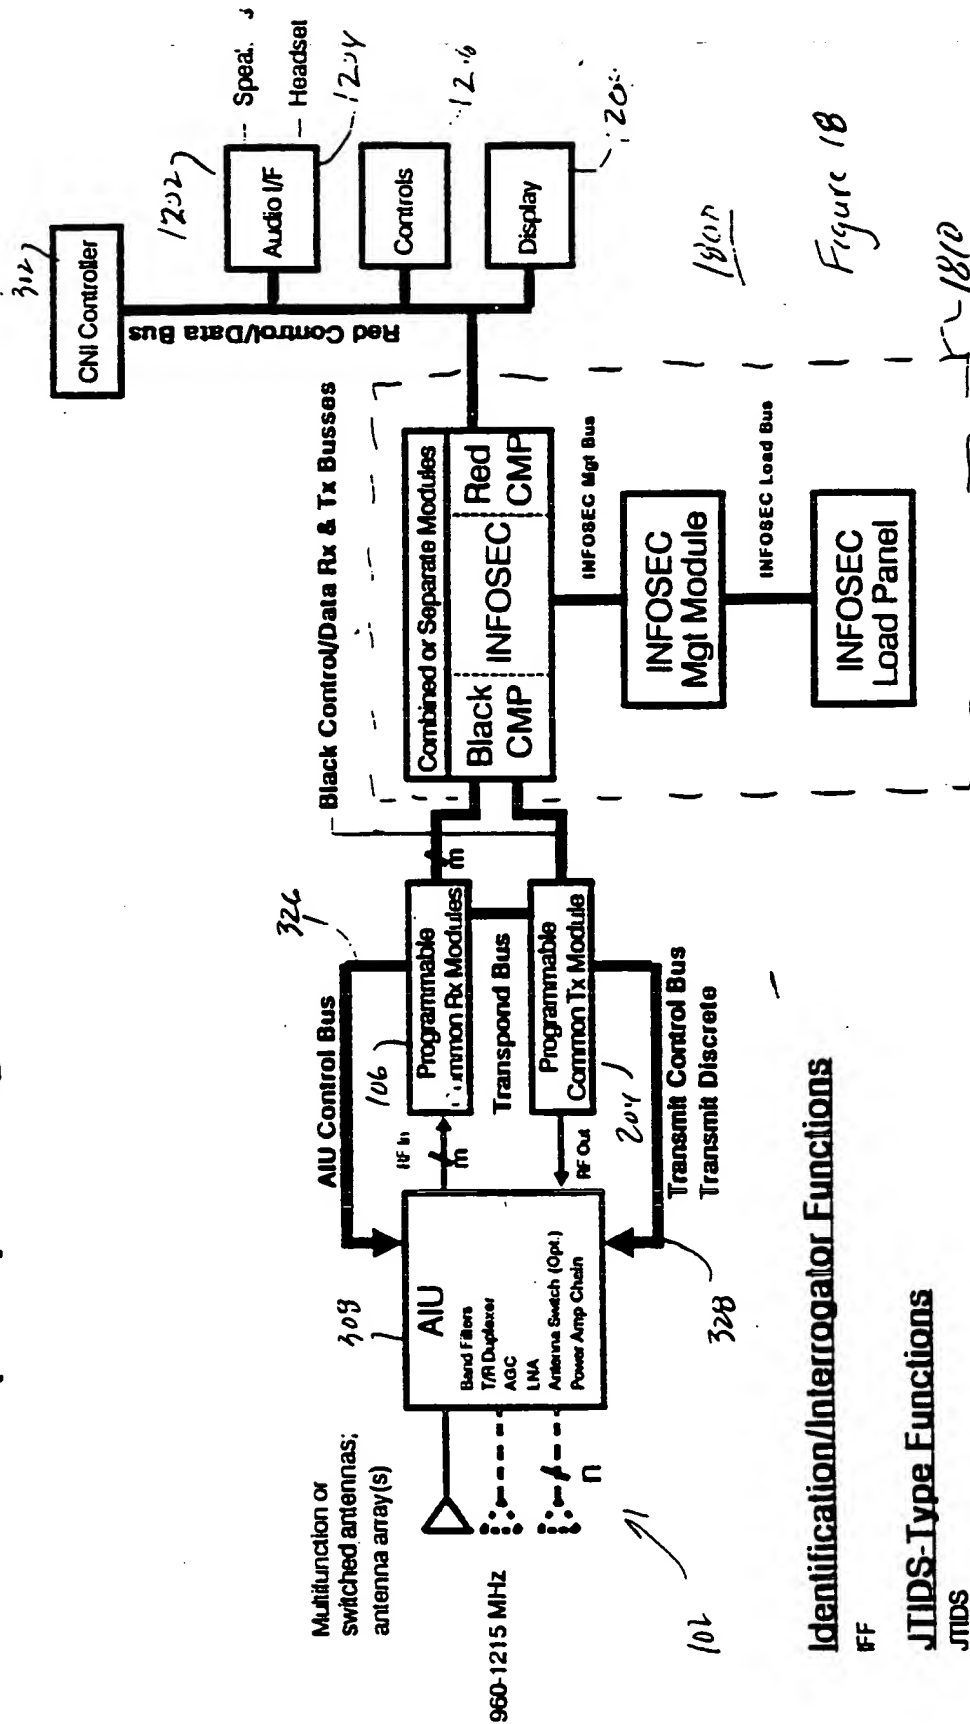 Multifunction or
switched antennas;
antenna array(s)
960-1215 MHz
n
102
308
AIU
Band Filters
T/R Duplexer
AGC
LNA
Antenna Switch (Opt.)
Power Amp Chain
AIU Control Bus
326
106
RF In
m
Programmable
Common Rx Modules
m
Transpond Bus
Programmable
Common Tx Module
RF Out
204
Transmit Control Bus
Transmit Discrete
328
Black Control/Data Rx & Tx Busses
Combined or Separate Modules
Black
CMP
INFOSEC
Red
CMP
INFOSEC Mgt Bus
INFOSEC
Mgt Module
INFOSEC Load Bus
INFOSEC
Load Panel
1810
312
CNI Controller
Red Control/Data Bus
1202
Audio I/F
Headset
1204
Controls
Display
Figure 18
Identification/Interrogator Functions
IFF
JTIDS-Type Functions
JTIDS